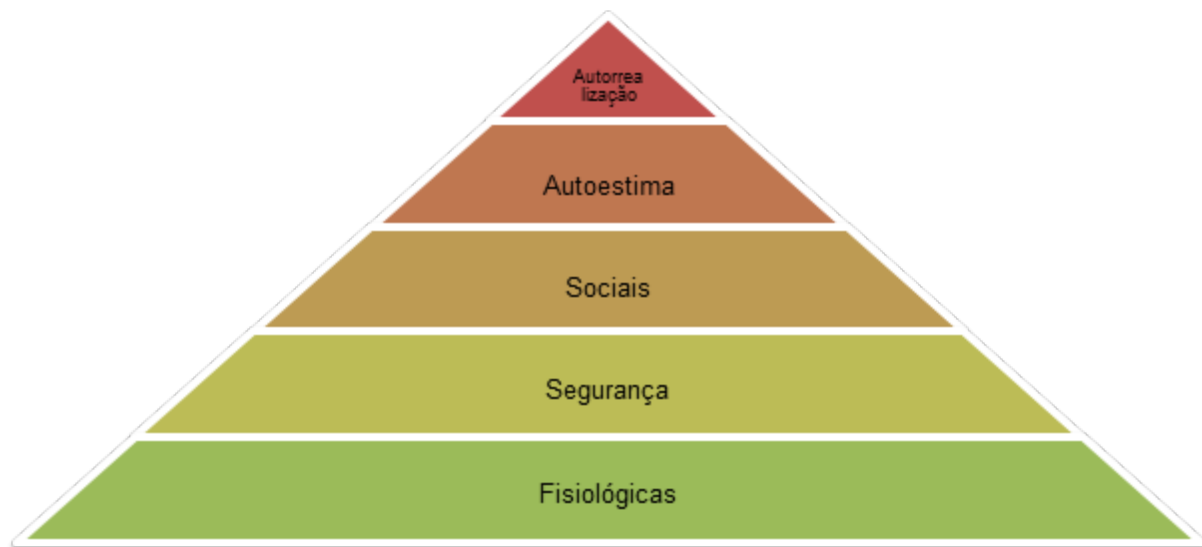 Autorrea
lização
Autoestima
Sociais
Segurança
Fisiológicas